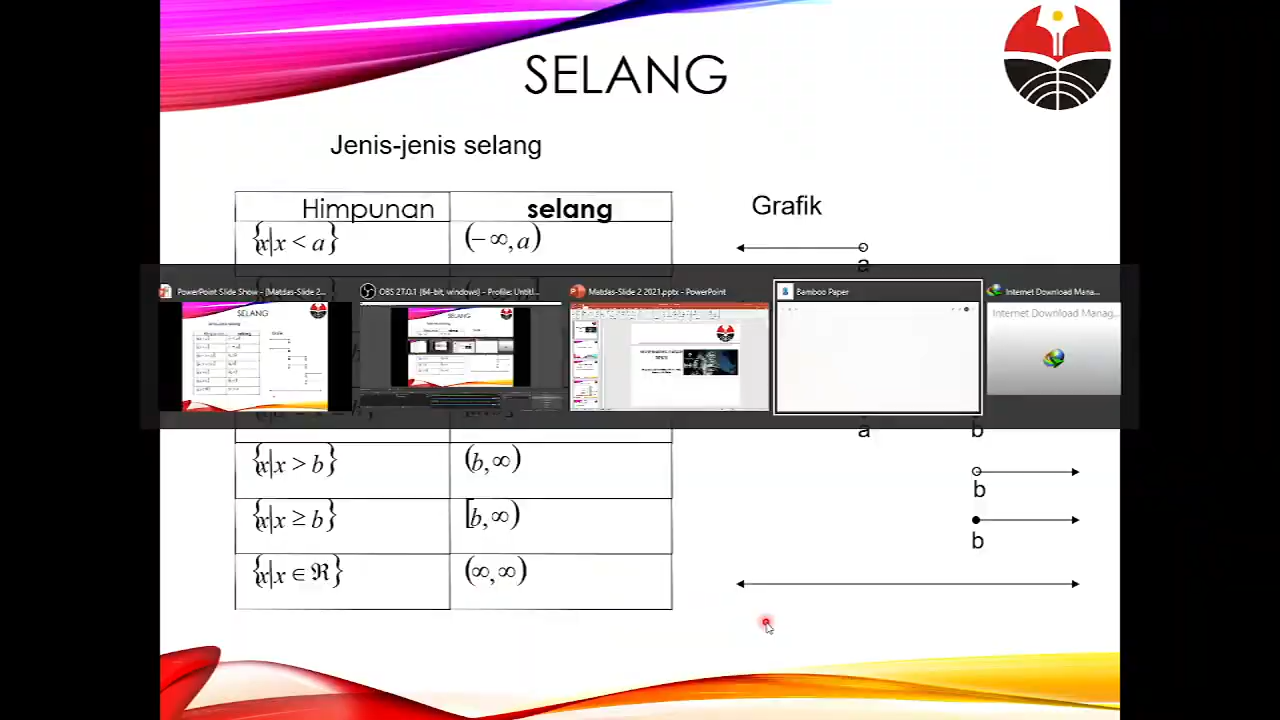 SELANG
Jenis-jenis selang
Himpunan selang Grafik
{x|x < a} (−∞, a)
a
PowerPoint Slide Show - [Matdas-Slide 2... OBS 27.0.1 (64-bit, windows) - Profile: Untitl... Matdas-Slide 2 2021.pptx - PowerPoint Bamboo Paper Internet Download Mana...
SELANG
Internet Download Manag...
a b
{x|x > b} (b, ∞)
b
{x|x ≥ b} [b, ∞)
b
{x|x ∈ ℜ} (∞, ∞)